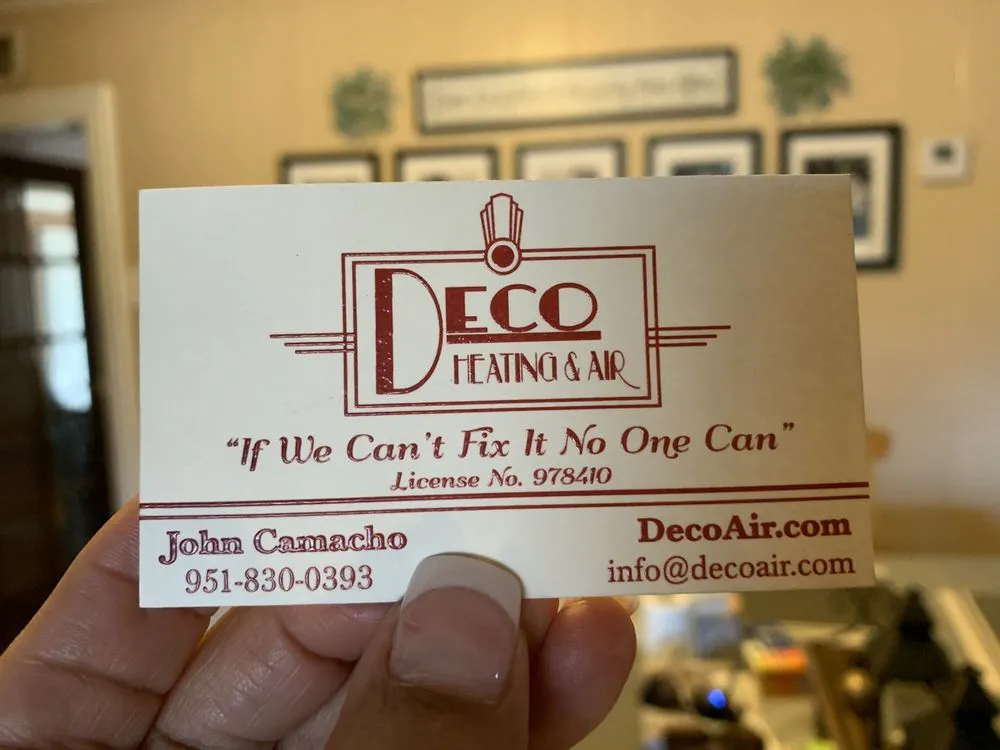 DECO
HEATING & AIR
"If We Can't Fix It No One Can"
License No. 978410
John Camacho
951-830-0393
DecoAir.com
info@decoair.com